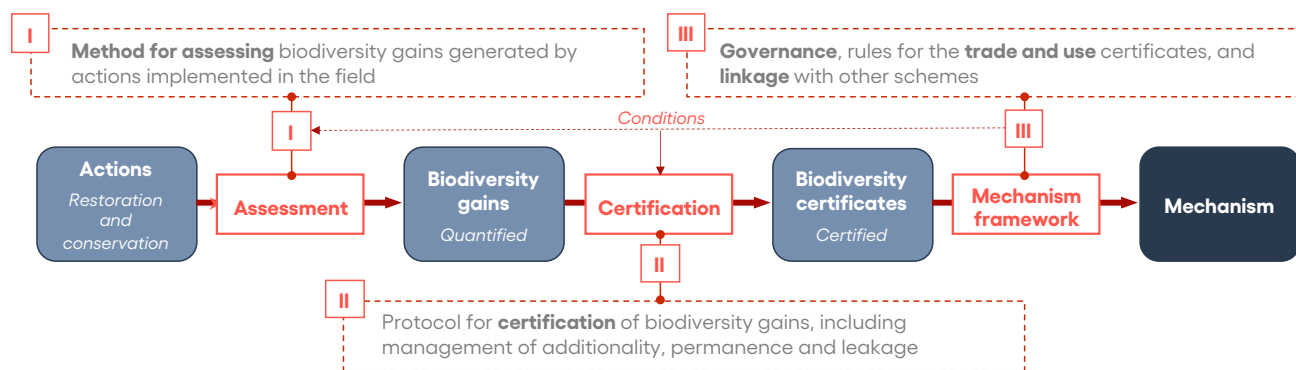 I
Method for assessing biodiversity gains generated by
actions implemented in the field
III
Governance, rules for the trade and use certificates, and
linkage with other schemes
I
Conditions
III
Actions
Restoration
and
conservation
Assessment
Biodiversity
gains
Quantified
Certification
Biodiversity
certificates
Certified
Mechanism
framework
Mechanism
II
II
Protocol for certification of biodiversity gains, including
management of additionality, permanence and leakage